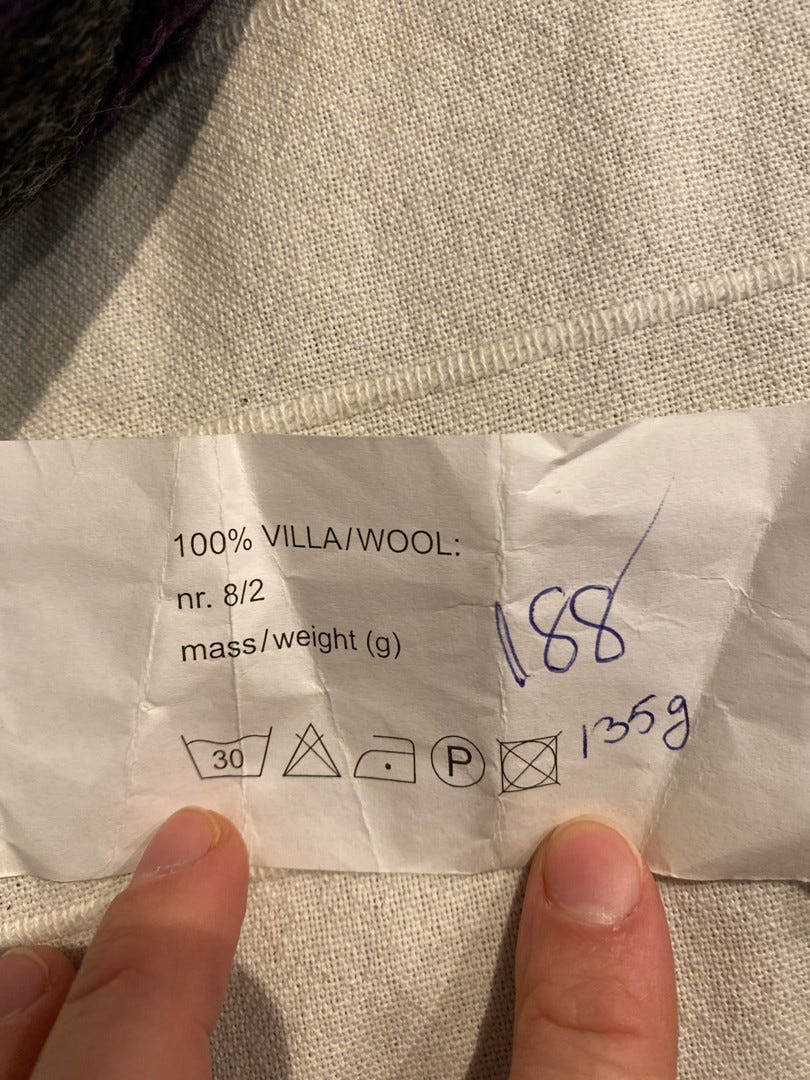 100% VILLA/WOOL:
nr. 8/2
mass/weight (g)
188
135g
30
P